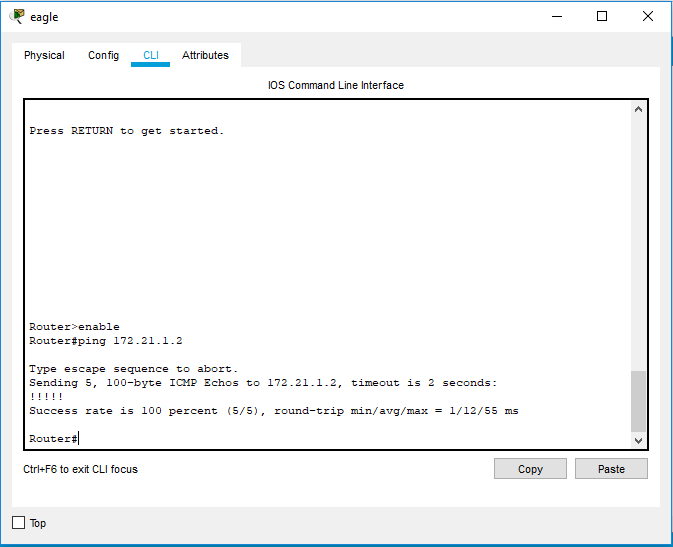 eagle
Physical Config CLI Attributes
IOS Command Line Interface
Press RETURN to get started.
Router>enable
Router#ping 172.21.1.2
Type escape sequence to abort.
Sending 5, 100-byte ICMP Echos to 172.21.1.2, timeout is 2 seconds:
!!!!!
Success rate is 100 percent (5/5), round-trip min/avg/max = 1/12/55 ms
Router#
Ctrl+F6 to exit CLI focus Copy Paste
Top